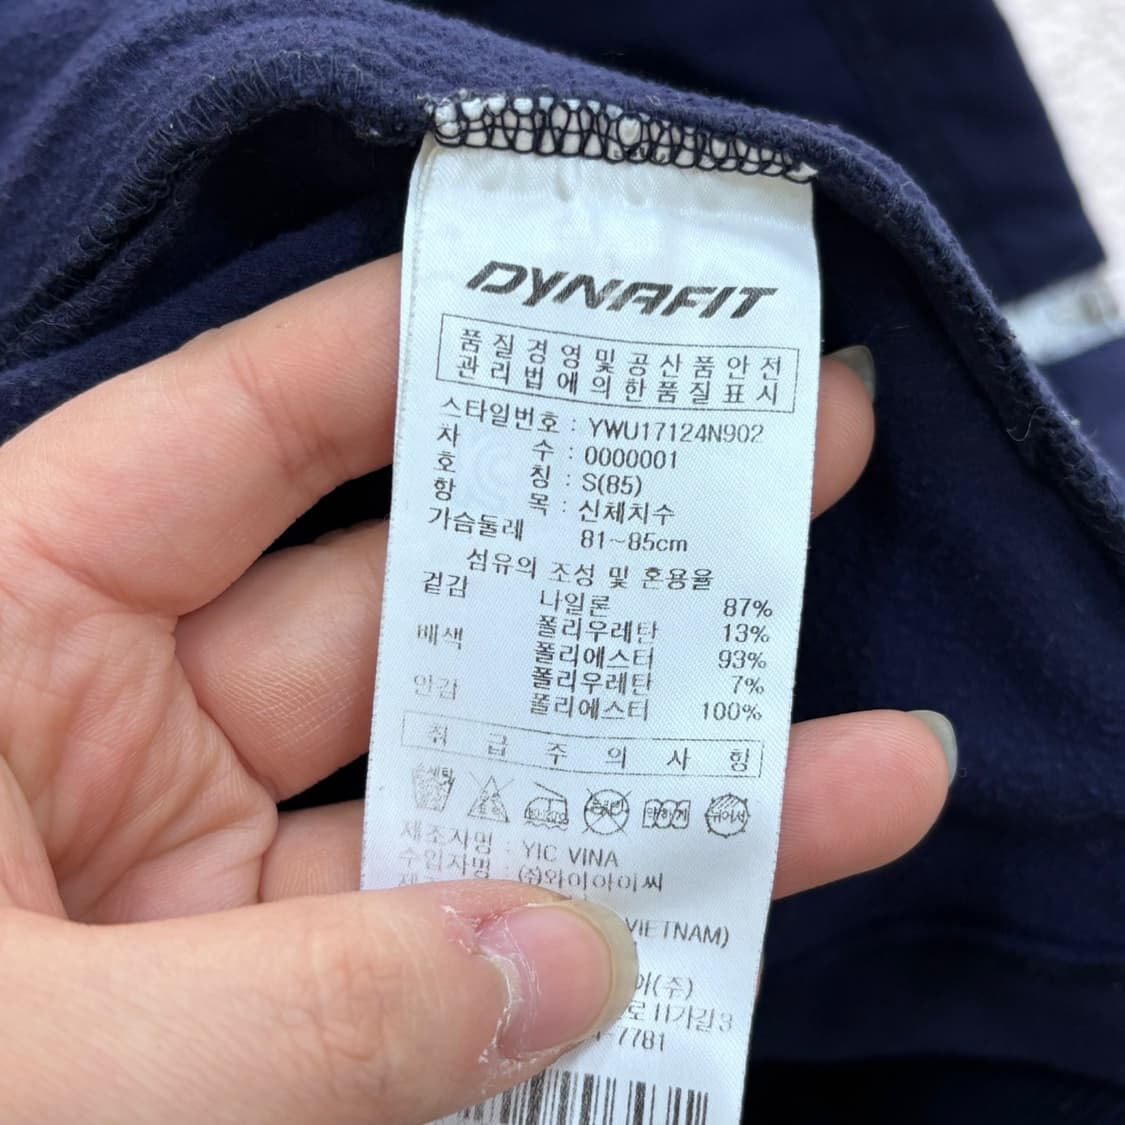 DYNAFIT
품질경영및공산품안전
관리법에의한품질표시
스타일번호 : YWU17124N902
차 수 : 0000001
호 칭 : S(85)
항 목 : 신체치수
가슴둘레 81~85cm
섬유의 조성 및 혼용율
겉감 나일론 87%
폴리우레탄 13%
배색 폴리에스터 93%
폴리우레탄 7%
안감 폴리에스터 100%
취급주의사항
약하게
제조자명 : YIC VINA
수입자명 : (주)와이아이씨
VIETNAM)
(주)
로11가길3
-7781